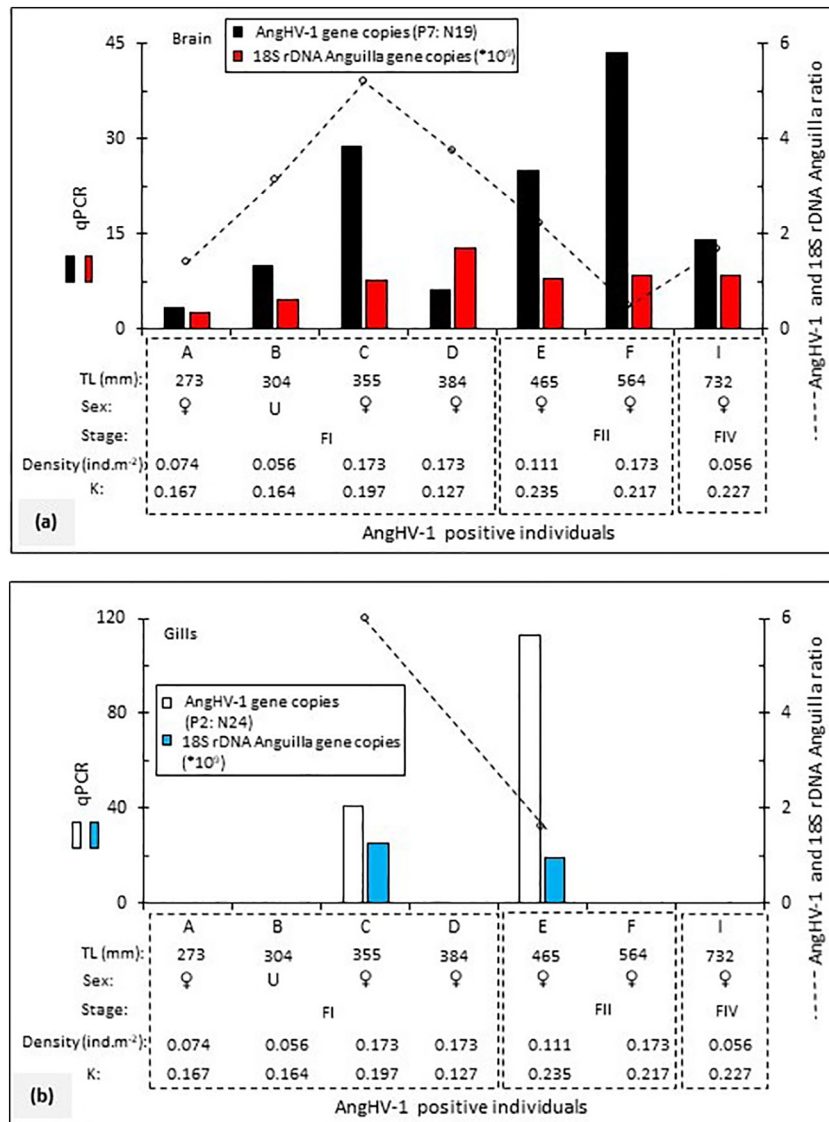 Brain
AngHV-1 gene copies (P7: N19)
18S rDNA Anguilla gene copies (*10⁹)
45
30
15
0
qPCR
6
5
4
3
2
1
0
-----AngHV-1 and 18S rDNA Anguilla ratio
A B C D E F I
TL (mm): 273 304 355 384 465 564 732
Sex: ♀ U ♀ ♀ ♀ ♀ ♀
Stage: FI FII FIV
Density (ind.m⁻²): 0.074 0.056 0.173 0.173 0.111 0.173 0.056
K: 0.167 0.164 0.197 0.127 0.235 0.217 0.227
(a)
AngHV-1 positive individuals
Gills
AngHV-1 gene copies
(P2: N24)
18S rDNA Anguilla gene copies
(*10⁹)
120
80
40
0
qPCR
6
4
2
0
-----AngHV-1 and 18S rDNA Anguilla ratio
A B C D E F I
TL (mm): 273 304 355 384 465 564 732
Sex: ♀ U ♀ ♀ ♀ ♀ ♀
Stage: FI FII FIV
Density (ind.m⁻²): 0.074 0.056 0.173 0.173 0.111 0.173 0.056
K: 0.167 0.164 0.197 0.127 0.235 0.217 0.227
(b)
AngHV-1 positive individuals